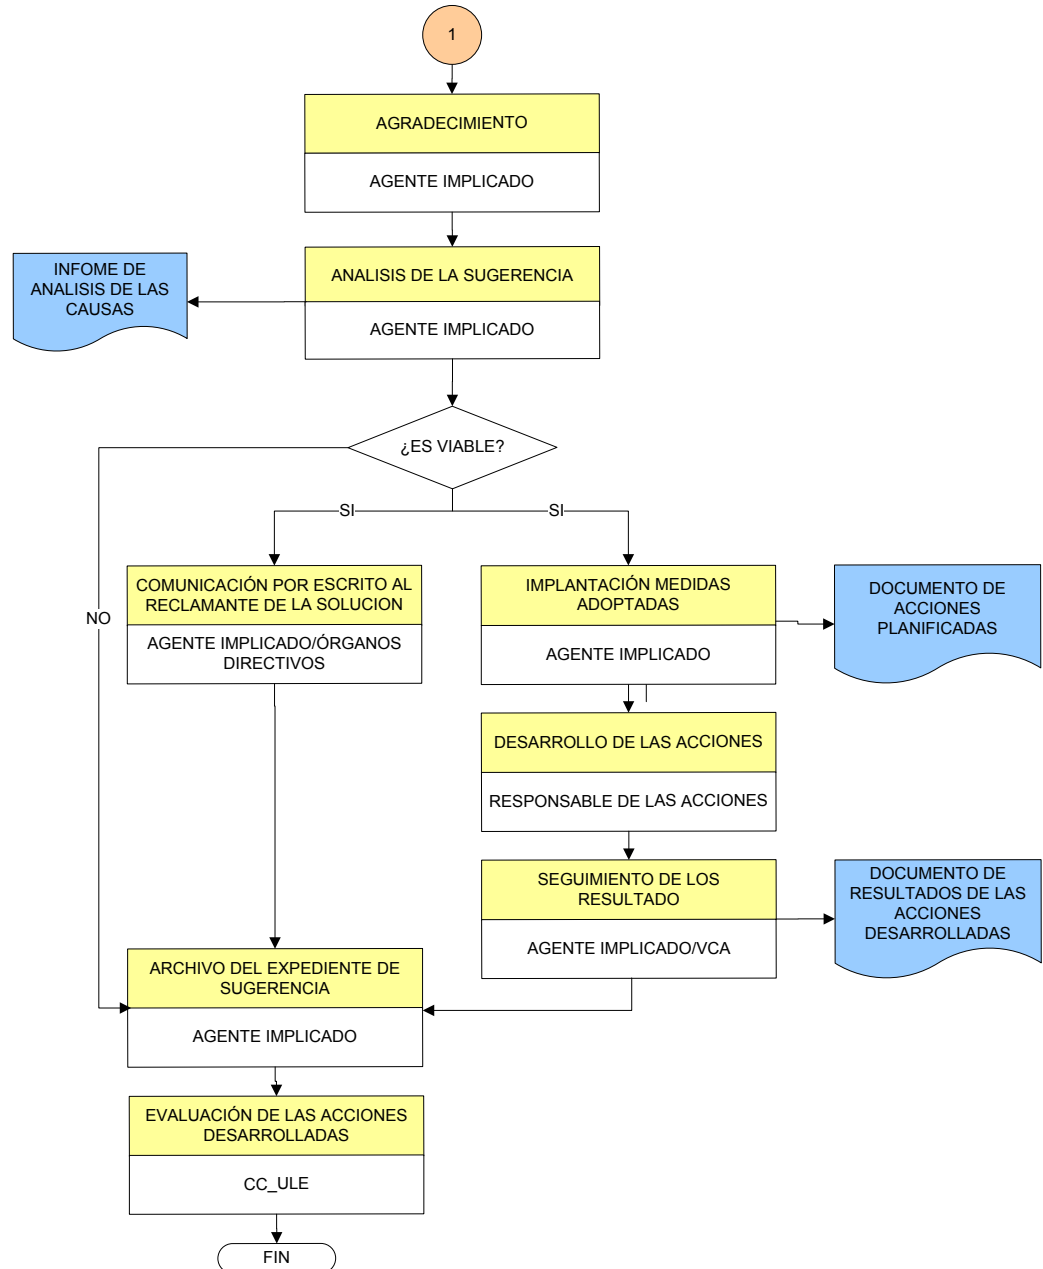 1
AGRADECIMIENTO
AGENTE IMPLICADO
ANALISIS DE LA SUGERENCIA
AGENTE IMPLICADO
INFOME DE
ANALISIS DE LAS
CAUSAS
¿ES VIABLE?
SI
SI
NO
COMUNICACIÓN POR ESCRITO AL
RECLAMANTE DE LA SOLUCION
AGENTE IMPLICADO/ÓRGANOS
DIRECTIVOS
IMPLANTACIÓN MEDIDAS
ADOPTADAS
AGENTE IMPLICADO
DOCUMENTO DE
ACCIONES
PLANIFICADAS
DESARROLLO DE LAS ACCIONES
RESPONSABLE DE LAS ACCIONES
SEGUIMIENTO DE LOS
RESULTADO
AGENTE IMPLICADO/VCA
DOCUMENTO DE
RESULTADOS DE LAS
ACCIONES
DESARROLLADAS
ARCHIVO DEL EXPEDIENTE DE
SUGERENCIA
AGENTE IMPLICADO
EVALUACIÓN DE LAS ACCIONES
DESARROLLADAS
CC_ULE
FIN